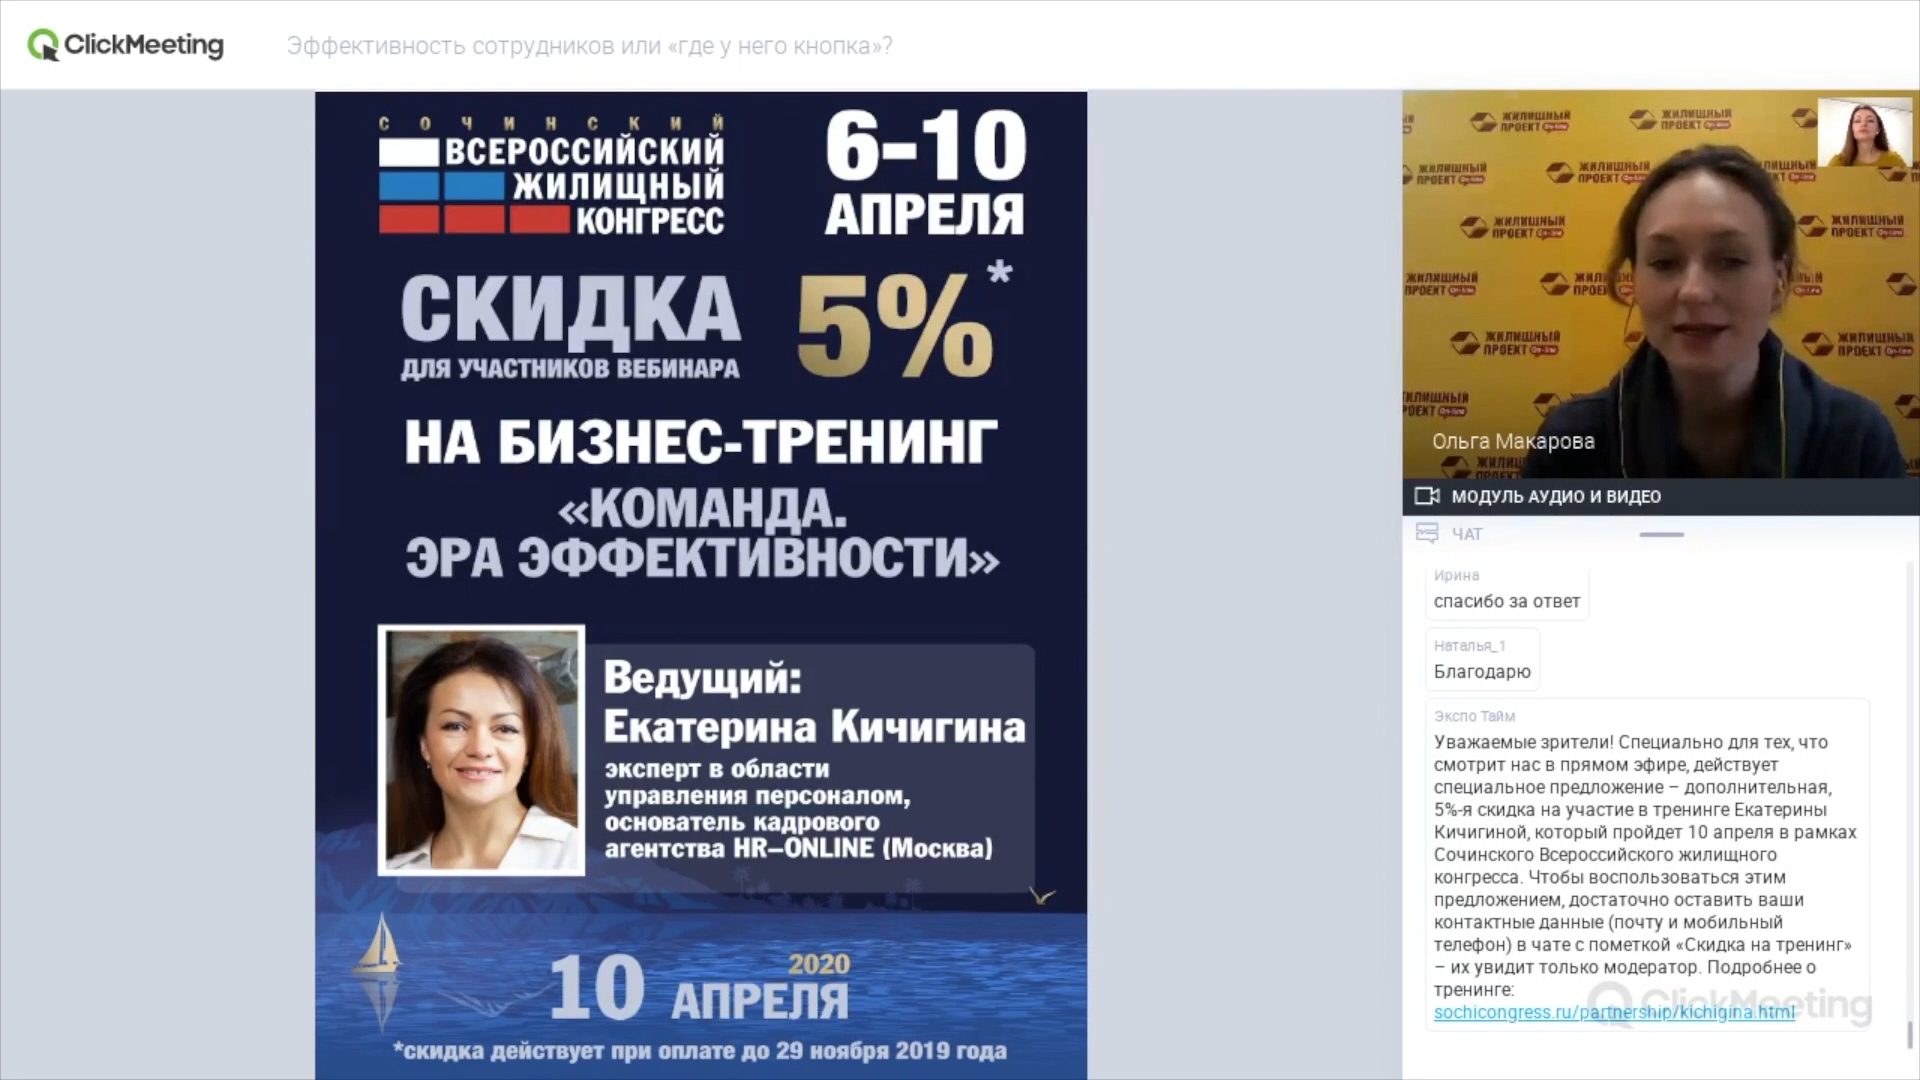 ClickMeeting
Эффективность сотрудников или «где у него кнопка»?
СОЧИНСКИЙ
ВСЕРОССИЙСКИЙ
ЖИЛИЩНЫЙ
КОНГРЕСС
6–10
АПРЕЛЯ
СКИДКА
ДЛЯ УЧАСТНИКОВ ВЕБИНАРА
5%*
НА БИЗНЕС-ТРЕНИНГ
«КОМАНДА.
ЭРА ЭФФЕКТИВНОСТИ»
Ведущий:
Екатерина Кичигина
эксперт в области
управления персоналом,
основатель кадрового
агентства HR–ONLINE (Москва)
2020
10 АПРЕЛЯ
*скидка действует при оплате до 29 ноября 2019 года
ЖИЛИЩНЫЙ
ПРОЕКТ On-line
Ольга Макарова
МОДУЛЬ АУДИО И ВИДЕО
ЧАТ
Ирина
спасибо за ответ
Наталья_1
Благодарю
Экспо Тайм
Уважаемые зрители! Специально для тех, что
смотрит нас в прямом эфире, действует
специальное предложение – дополнительная,
5%-я скидка на участие в тренинге Екатерины
Кичигиной, который пройдет 10 апреля в рамках
Сочинского Всероссийского жилищного
конгресса. Чтобы воспользоваться этим
предложением, достаточно оставить ваши
контактные данные (почту и мобильный
телефон) в чате с пометкой «Скидка на тренинг»
– их увидит только модератор. Подробнее о
тренинге:
sochicongress.ru/partnership/kichigina.html
ClickMeeting